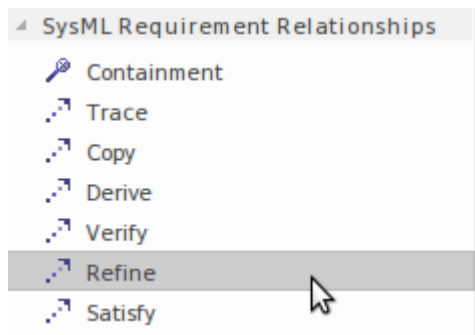 SysML Requirement Relationships
Containment
Trace
Copy
Derive
Verify
Refine
Satisfy